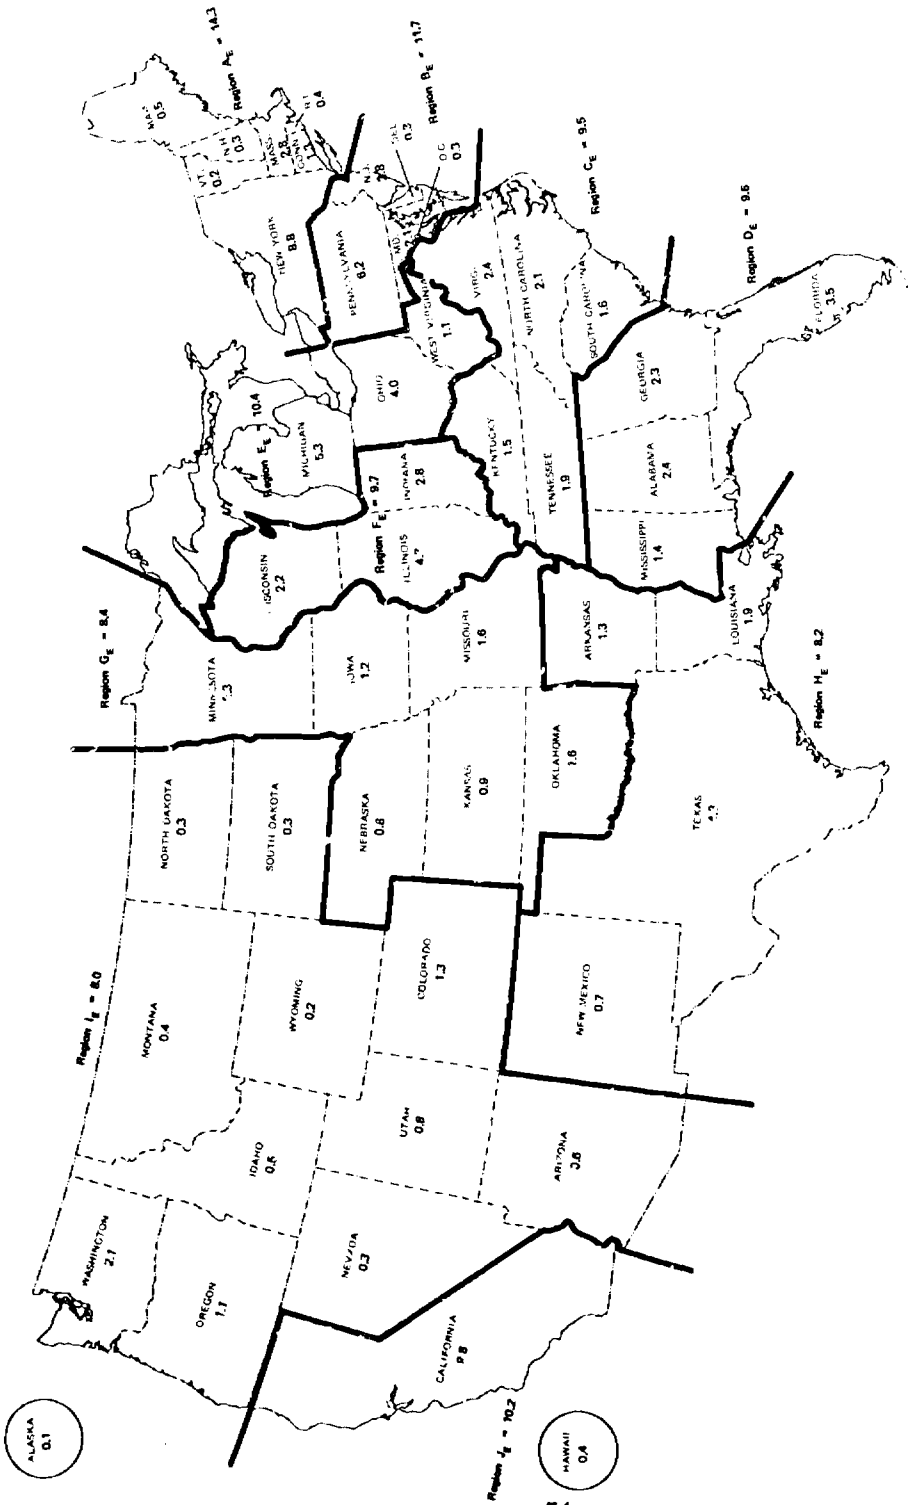 ALASKA
0.1
WASHINGTON
2.1
OREGON
1.1
CALIFORNIA
9.8
Region J_E = 10.2
HAWAII
0.4
NEVADA
0.3
IDAHO
UTAH
0.8
ARIZONA
Region I_E = 8.0
MONTANA
0.4
WYOMING
0.2
COLORADO
1.3
NEW MEXICO
0.7
NORTH DAKOTA
0.3
SOUTH DAKOTA
0.3
NEBRASKA
0.8
KANSAS
0.9
OKLAHOMA
1.6
TEXAS
Region G_E = 8.4
MINNESOTA
IOWA
1.2
MISSOURI
1.6
ARKANSAS
1.3
LOUISIANA
1.9
Region H_E = 8.2
WISCONSIN
2.2
Region F_E = 9.7
ILLINOIS
INDIANA
2.8
Region E_E
10.4
MICHIGAN
5.3
OHIO
4.0
KENTUCKY
1.5
TENNESSEE
1.9
MISSISSIPPI
1.4
ALABAMA
2.4
GEORGIA
2.3
FLORIDA
3.5
Region D_E = 9.6
WEST VIRGINIA
1.1
VIRG.
2.4
NORTH CAROLINA
2.1
SOUTH CAROLINA
1.6
Region C_E = 9.5
NEW YORK
8.8
PENNSYLVANIA
6.2
N.J.
2.8
MD.
2.1
DEL
0.3
D.C.
0.3
Region B_E = 11.7
VT.
0.2
N.H.
0.3
0.5
MASS.
2.8
CONN
R.I.
0.4
Region A_E = 14.3